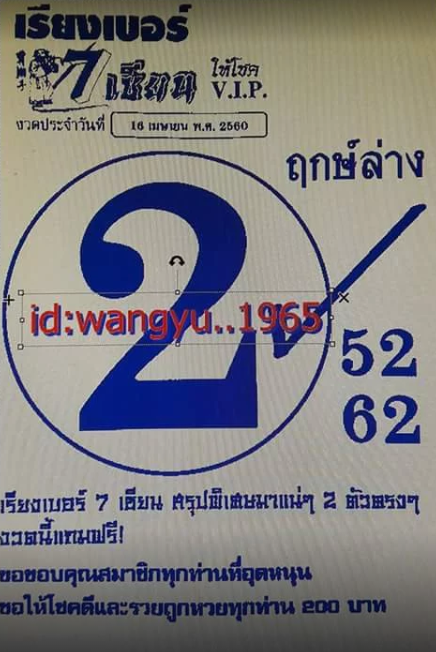 เรียงเบอร์
7 เซียน ให้โชค
V.I.P.
งวดประจำวันที่ 16 เมษายน พ.ศ. 2560
ฤกษ์ล่าง
2
id:wangyu..1965
52
62
เรียงเบอร์ 7 เซียน สรุปพิเศษมาแน่ๆ 2 ตัวตรงๆ
งวดนี้แถมฟรี!
ขอขอบคุณสมาชิกทุกท่านที่อุดหนุน
ขอให้โชคดีและรวยถูกหวยทุกท่าน 200 บาท